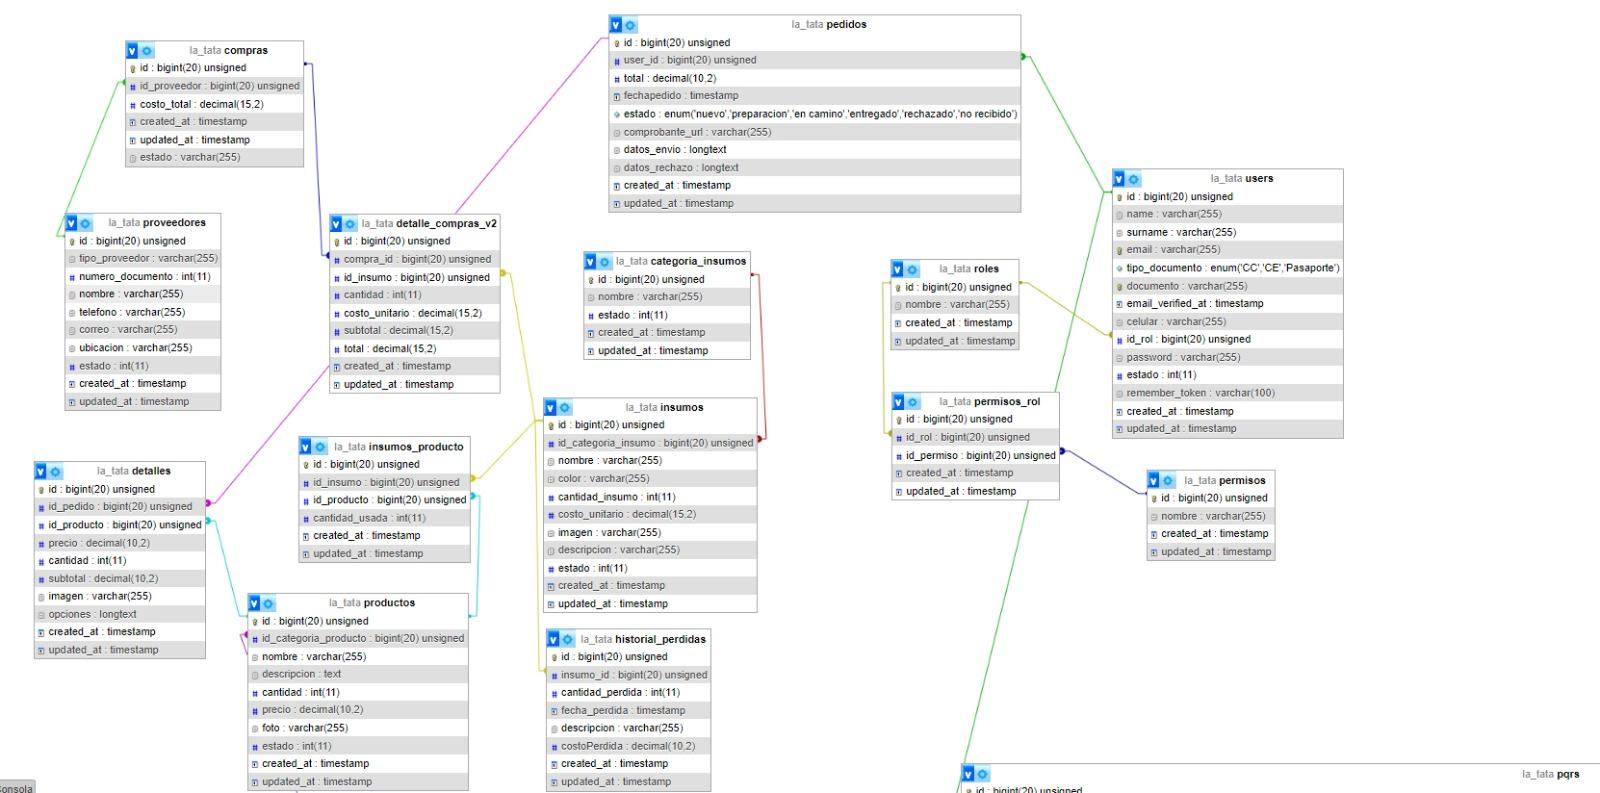 la_tata compras
id : bigint(20) unsigned
id_proveedor : bigint(20) unsigned
costo_total : decimal(15,2)
created_at : timestamp
updated_at : timestamp
estado : varchar(255)
la_tata pedidos
id : bigint(20) unsigned
user_id : bigint(20) unsigned
total : decimal(10,2)
fechapedido : timestamp
estado : enum('nuevo','preparacion','en camino','entregado','rechazado','no recibido')
comprobante_url : varchar(255)
datos_envio : longtext
datos_rechazo : longtext
created_at : timestamp
updated_at : timestamp
la_tata proveedores
id : bigint(20) unsigned
tipo_proveedor : varchar(255)
numero_documento : int(11)
nombre : varchar(255)
telefono : varchar(255)
correo : varchar(255)
ubicacion : varchar(255)
estado : int(11)
created_at : timestamp
updated_at : timestamp
la_tata detalle_compras_v2
id : bigint(20) unsigned
compra_id : bigint(20) unsigned
id_insumo : bigint(20) unsigned
cantidad : int(11)
costo_unitario : decimal(15,2)
subtotal : decimal(15,2)
total : decimal(15,2)
created_at : timestamp
updated_at : timestamp
la_tata categoria_insumos
id : bigint(20) unsigned
nombre : varchar(255)
estado : int(11)
created_at : timestamp
updated_at : timestamp
la_tata roles
id : bigint(20) unsigned
nombre : varchar(255)
created_at : timestamp
updated_at : timestamp
la_tata users
id : bigint(20) unsigned
name : varchar(255)
surname : varchar(255)
email : varchar(255)
tipo_documento : enum('CC','CE','Pasaporte')
documento : varchar(255)
email_verified_at : timestamp
celular : varchar(255)
id_rol : bigint(20) unsigned
password : varchar(255)
estado : int(11)
remember_token : varchar(100)
created_at : timestamp
updated_at : timestamp
la_tata permisos_rol
id : bigint(20) unsigned
id_rol : bigint(20) unsigned
id_permiso : bigint(20) unsigned
created_at : timestamp
updated_at : timestamp
la_tata permisos
id : bigint(20) unsigned
nombre : varchar(255)
created_at : timestamp
updated_at : timestamp
la_tata insumos
id : bigint(20) unsigned
id_categoria_insumo : bigint(20) unsigned
nombre : varchar(255)
color : varchar(255)
cantidad_insumo : int(11)
costo_unitario : decimal(15,2)
imagen : varchar(255)
descripcion : varchar(255)
estado : int(11)
created_at : timestamp
updated_at : timestamp
la_tata insumos_producto
id : bigint(20) unsigned
id_insumo : bigint(20) unsigned
id_producto : bigint(20) unsigned
cantidad_usada : int(11)
created_at : timestamp
updated_at : timestamp
la_tata detalles
id : bigint(20) unsigned
id_pedido : bigint(20) unsigned
id_producto : bigint(20) unsigned
precio : decimal(10,2)
cantidad : int(11)
subtotal : decimal(10,2)
imagen : varchar(255)
opciones : longtext
created_at : timestamp
updated_at : timestamp
la_tata productos
id : bigint(20) unsigned
id_categoria_producto : bigint(20) unsigned
nombre : varchar(255)
descripcion : text
cantidad : int(11)
precio : decimal(10,2)
foto : varchar(255)
estado : int(11)
created_at : timestamp
updated_at : timestamp
la_tata historial_perdidas
id : bigint(20) unsigned
insumo_id : bigint(20) unsigned
cantidad_perdida : int(11)
fecha_perdida : timestamp
descripcion : varchar(255)
costoPerdida : decimal(10,2)
created_at : timestamp
updated_at : timestamp
la_tata pqrs
id : bigint(20) unsigned
onsola